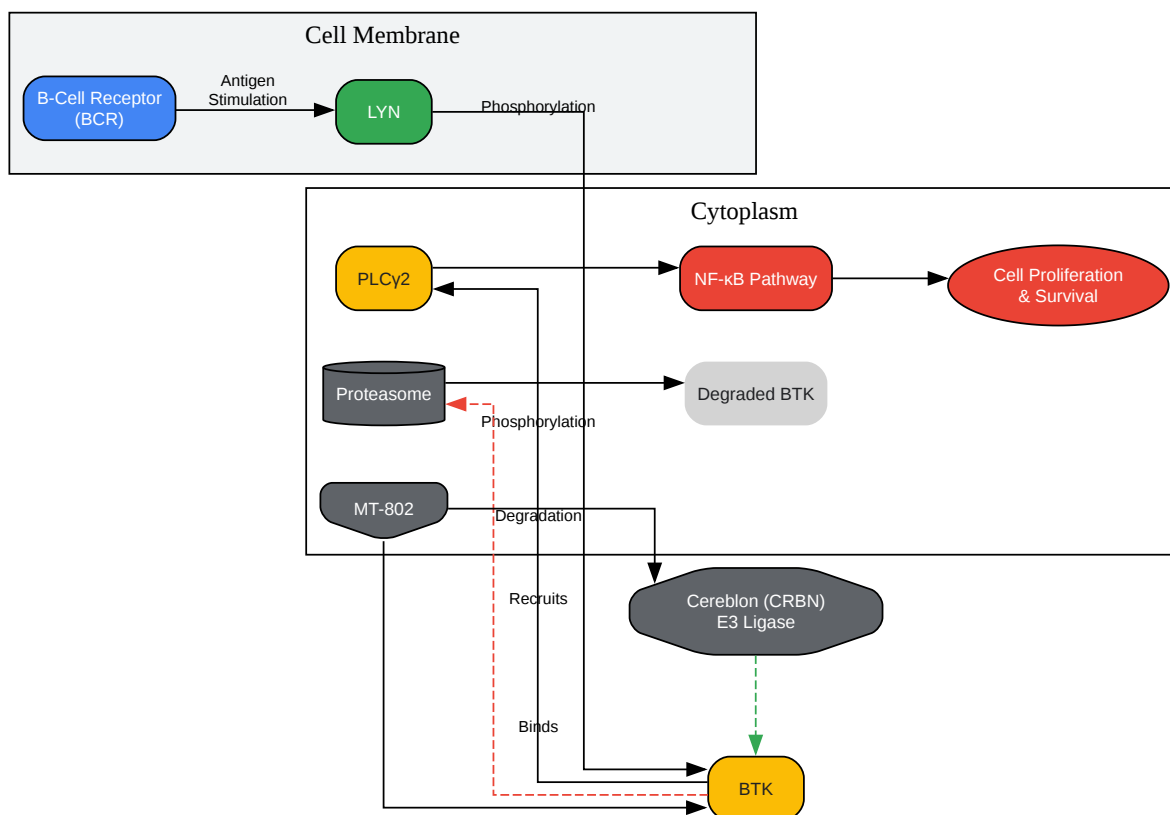 Cell Membrane
B-Cell Receptor
(BCR)
Antigen
Stimulation
LYN
Phosphorylation
Cytoplasm
PLCγ2
NF-κB Pathway
Cell Proliferation
& Survival
Proteasome
Degraded BTK
Phosphorylation
MT-802
Degradation
Recruits
Cereblon (CRBN)
E3 Ligase
Binds
BTK